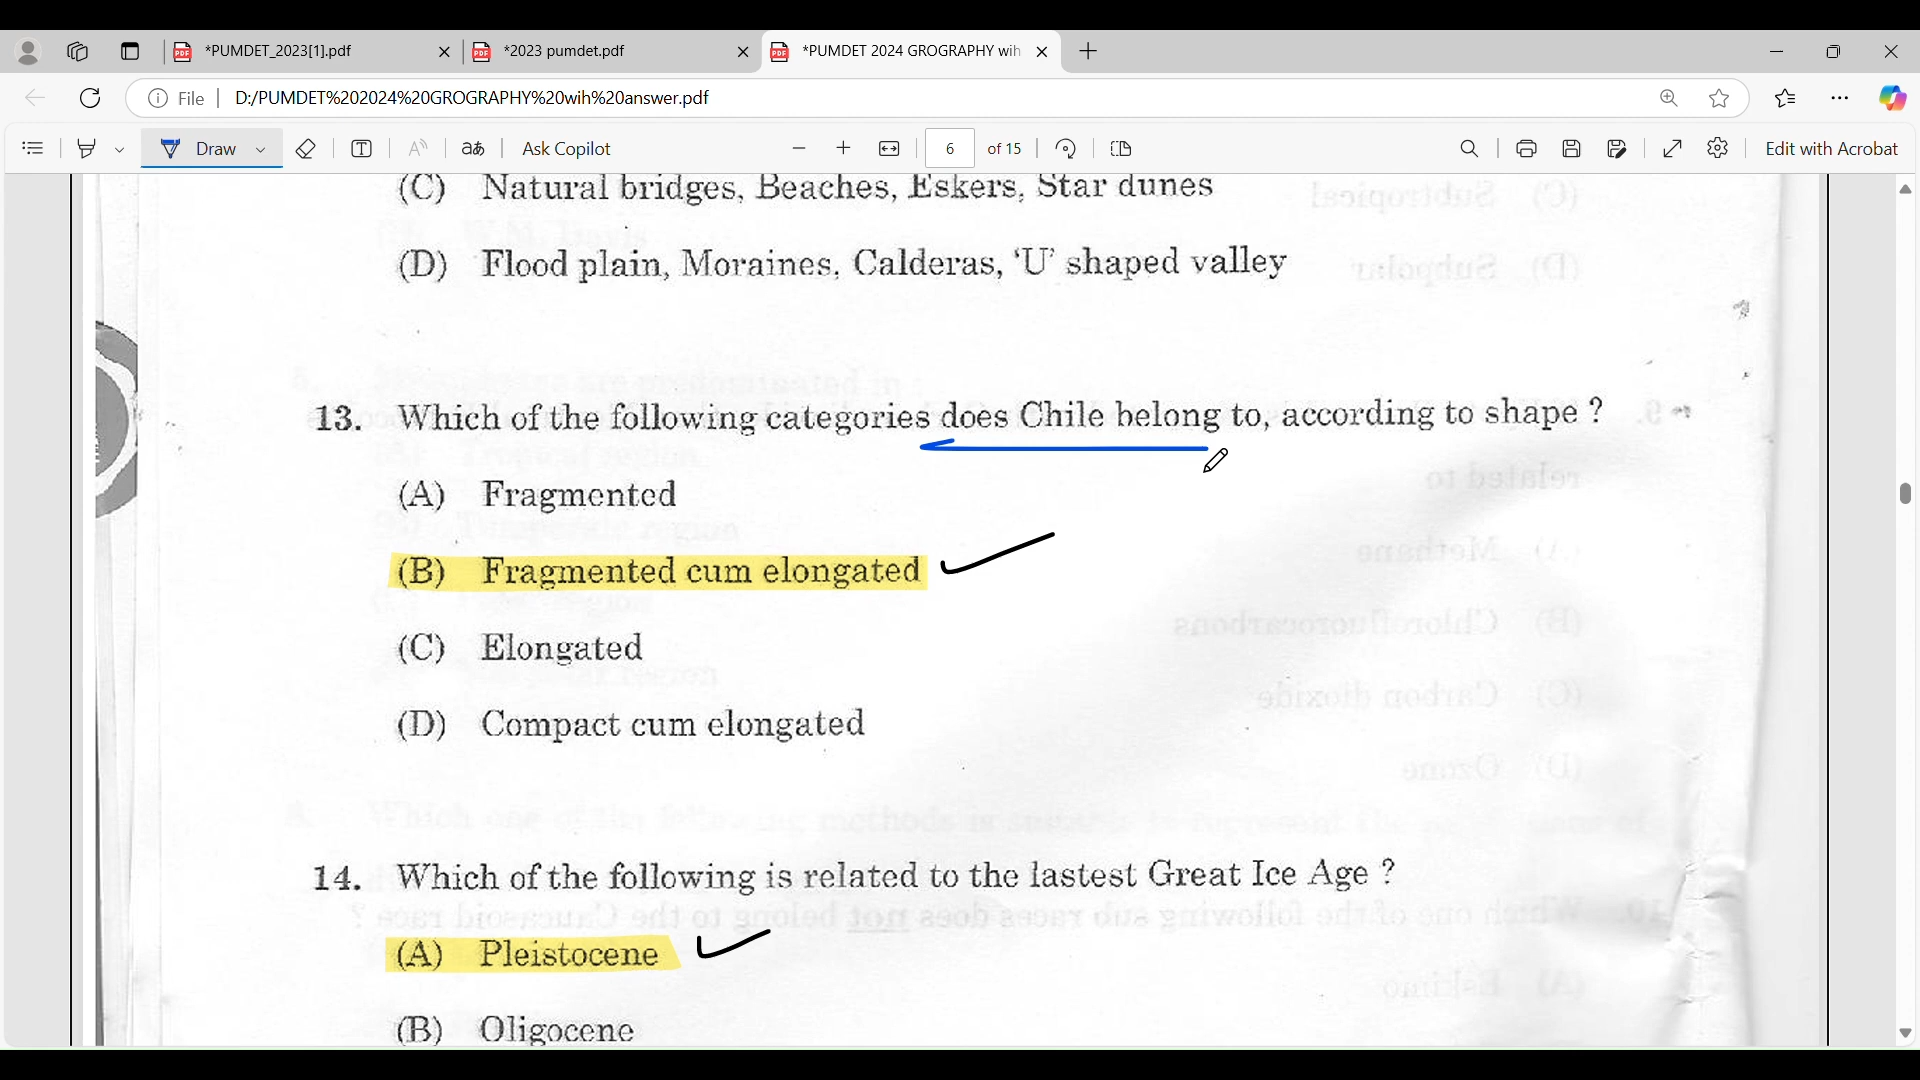 *PUMDET_2023[1].pdf
*2023 pumdet.pdf
*PUMDET 2024 GROGRAPHY wih
File
D:/PUMDET%202024%20GROGRAPHY%20wih%20answer.pdf
Draw
Ask Copilot
6 of 15
Edit with Acrobat
(C) Natural bridges, Beaches, Eskers, Star dunes
(D) Flood plain, Moraines, Calderas, ‘U’ shaped valley
13. Which of the following categories does Chile belong to, according to shape ?
(A) Fragmented
(B) Fragmented cum elongated
(C) Elongated
(D) Compact cum elongated
14. Which of the following is related to the lastest Great Ice Age ?
(A) Pleistocene
(B) Oligocene